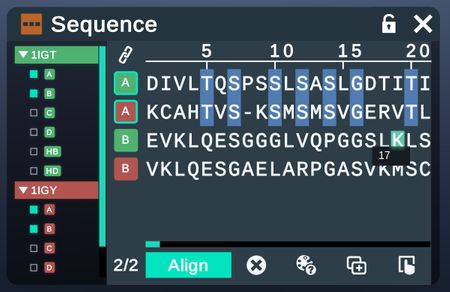 Sequence
1IGT
A
B
C
D
HB
HD
1IGY
A
B
C
D
5 10 15 20
A DIVLTQSPSSLSASLGDTITI
A KCAHTVS-KSMSMSVGERVTL
B EVKLQESGGGLVQPGGSLKLS
17
B VKLQESGAELARPGASVKMSC
2/2 Align